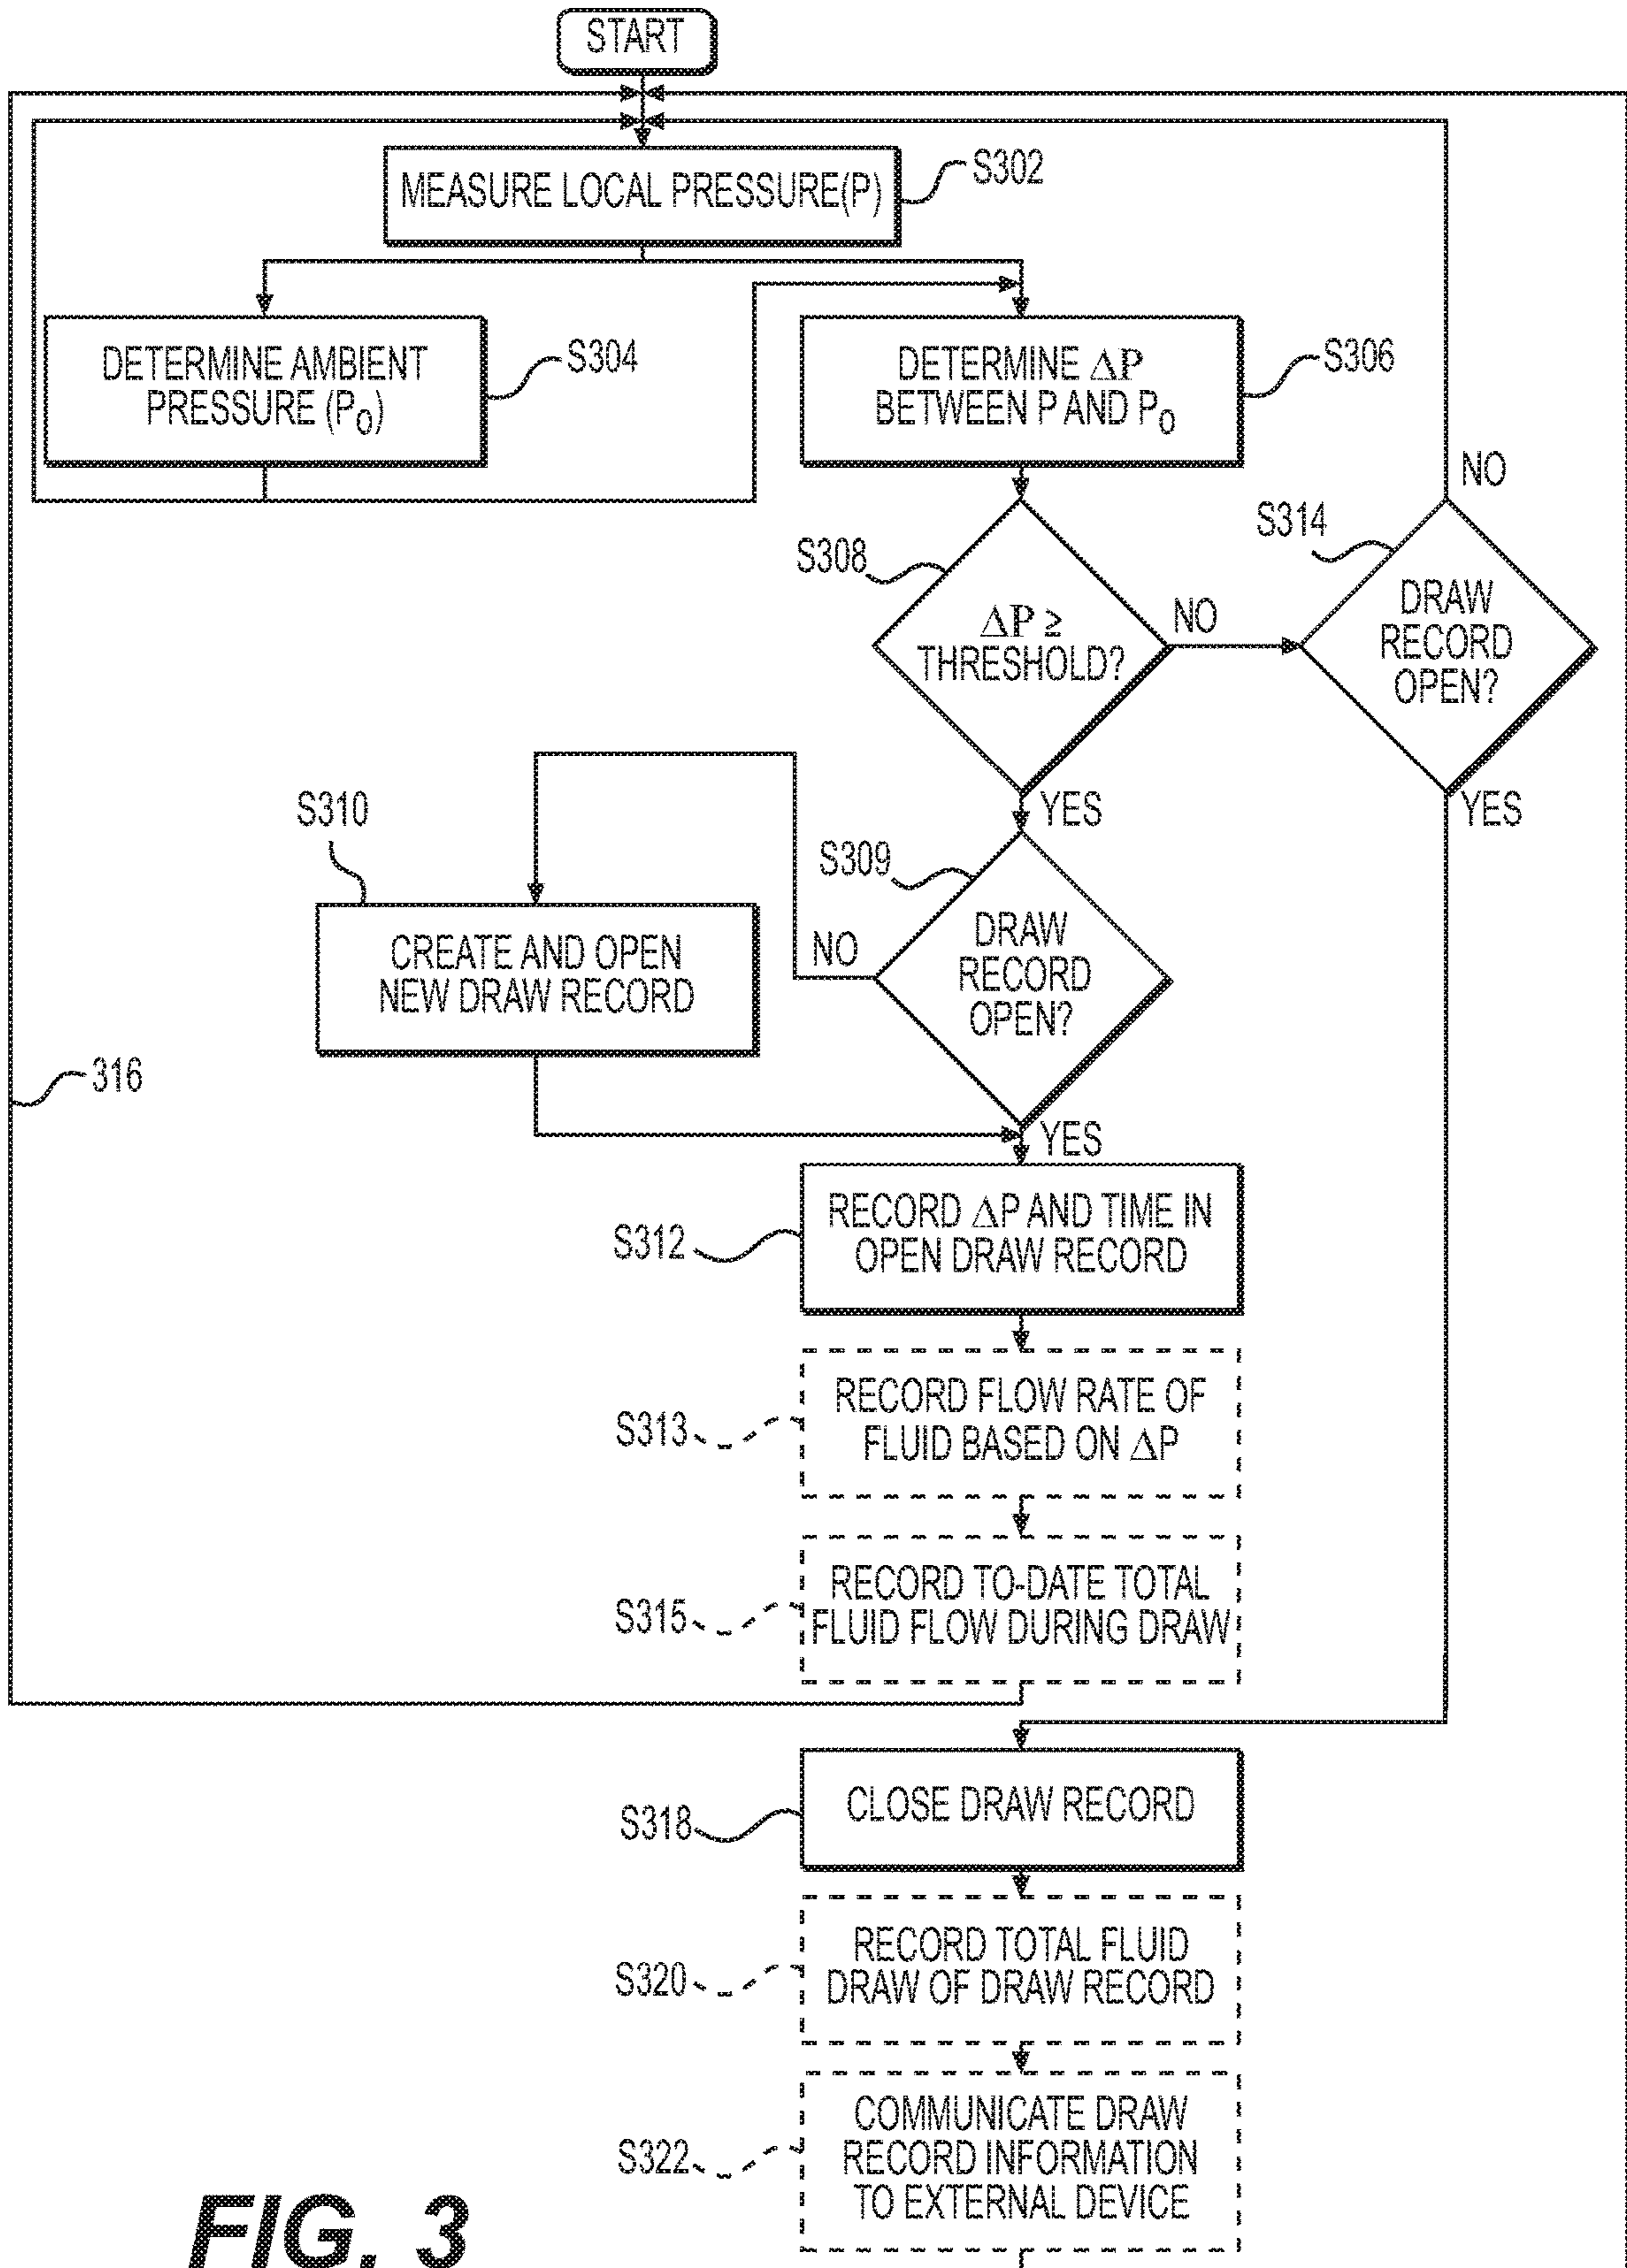 START
MEASURE LOCAL PRESSURE(P)
S302
DETERMINE AMBIENT
PRESSURE (P0)
S304
DETERMINE ΔP
BETWEEN P AND P0
S306
NO
S314
S308
ΔP ≥
THRESHOLD?
NO
DRAW
RECORD
OPEN?
YES
YES
S310
S309
CREATE AND OPEN
NEW DRAW RECORD
NO
DRAW
RECORD
OPEN?
316
YES
RECORD ΔP AND TIME IN
OPEN DRAW RECORD
S312
RECORD FLOW RATE OF
FLUID BASED ON ΔP
S313
RECORD TO-DATE TOTAL
FLUID FLOW DURING DRAW
S315
CLOSE DRAW RECORD
S318
RECORD TOTAL FLUID
DRAW OF DRAW RECORD
S320
COMMUNICATE DRAW
RECORD INFORMATION
TO EXTERNAL DEVICE
S322
FIG. 3